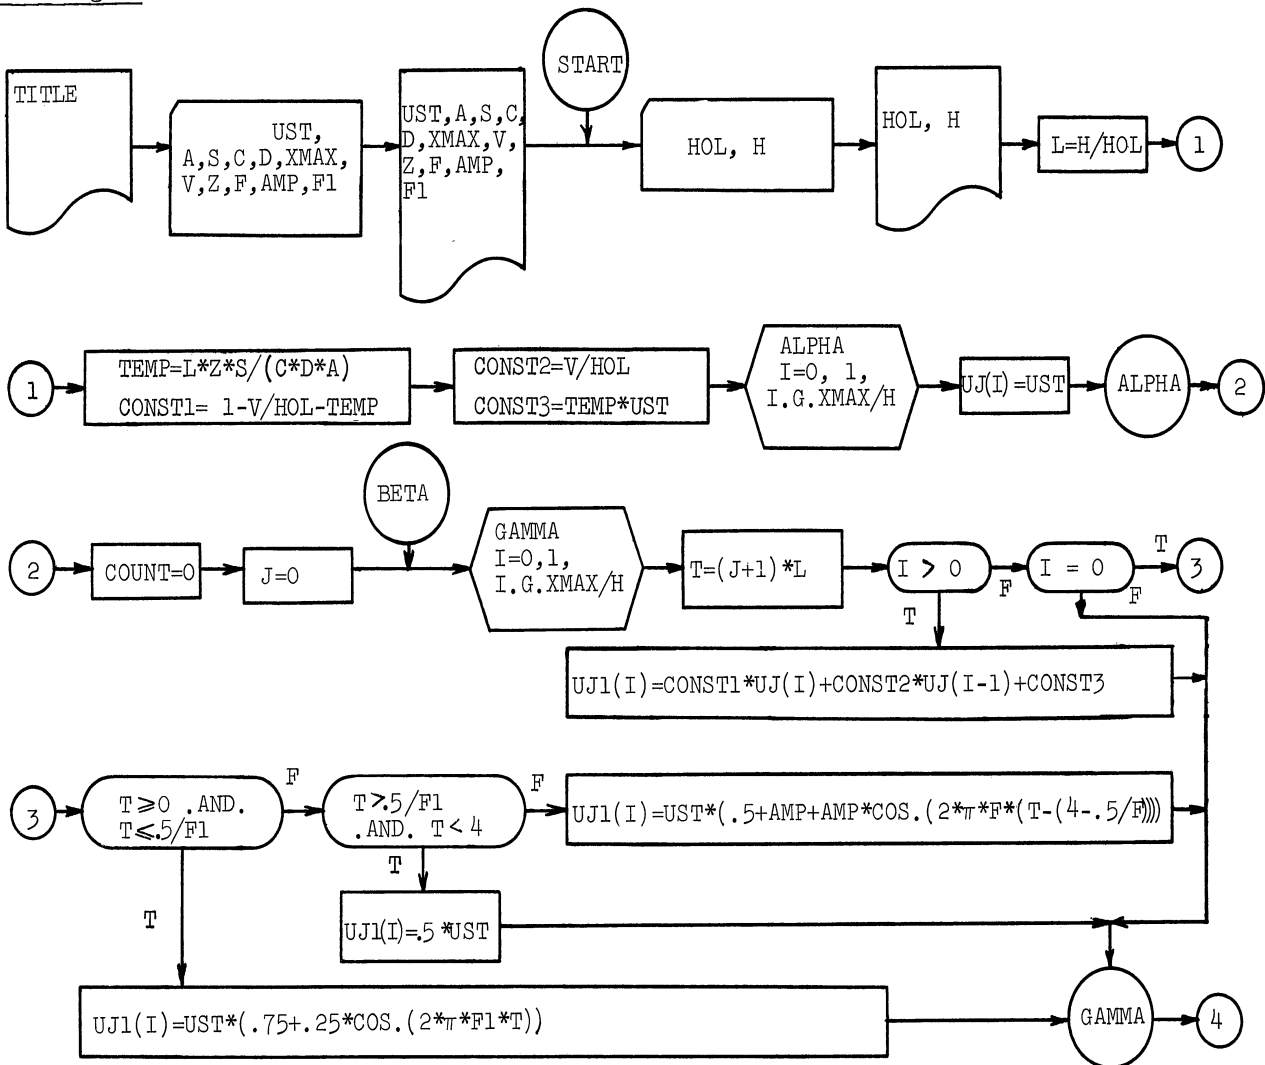 TITLE
UST,
A,S,C,D,XMAX,
V,Z,F,AMP,F1
UST,A,S,C,
D,XMAX,V,
Z,F,AMP,
F1
START
HOL, H
HOL, H
L=H/HOL
1
1
TEMP=L*Z*S/(C*D*A)
CONST1= 1-V/HOL-TEMP
CONST2=V/HOL
CONST3=TEMP*UST
ALPHA
I=0, 1,
I.G.XMAX/H
UJ(I)=UST
ALPHA
2
BETA
2
COUNT=0
J=0
GAMMA
I=0,1,
I.G.XMAX/H
T=(J+1)*L
I > 0
F
T
I = 0
T
F
3
UJ1(I)=CONST1*UJ(I)+CONST2*UJ(I-1)+CONST3
3
T≥0 .AND.
T≤.5/F1
F
T
T>.5/F1
.AND. T<4
F
T
UJ1(I)=UST*(.5+AMP+AMP*COS.(2*π*F*(T-(4-.5/F))))
UJ1(I)=.5*UST
UJ1(I)=UST*(.75+.25*COS.(2*π*F1*T))
GAMMA
4